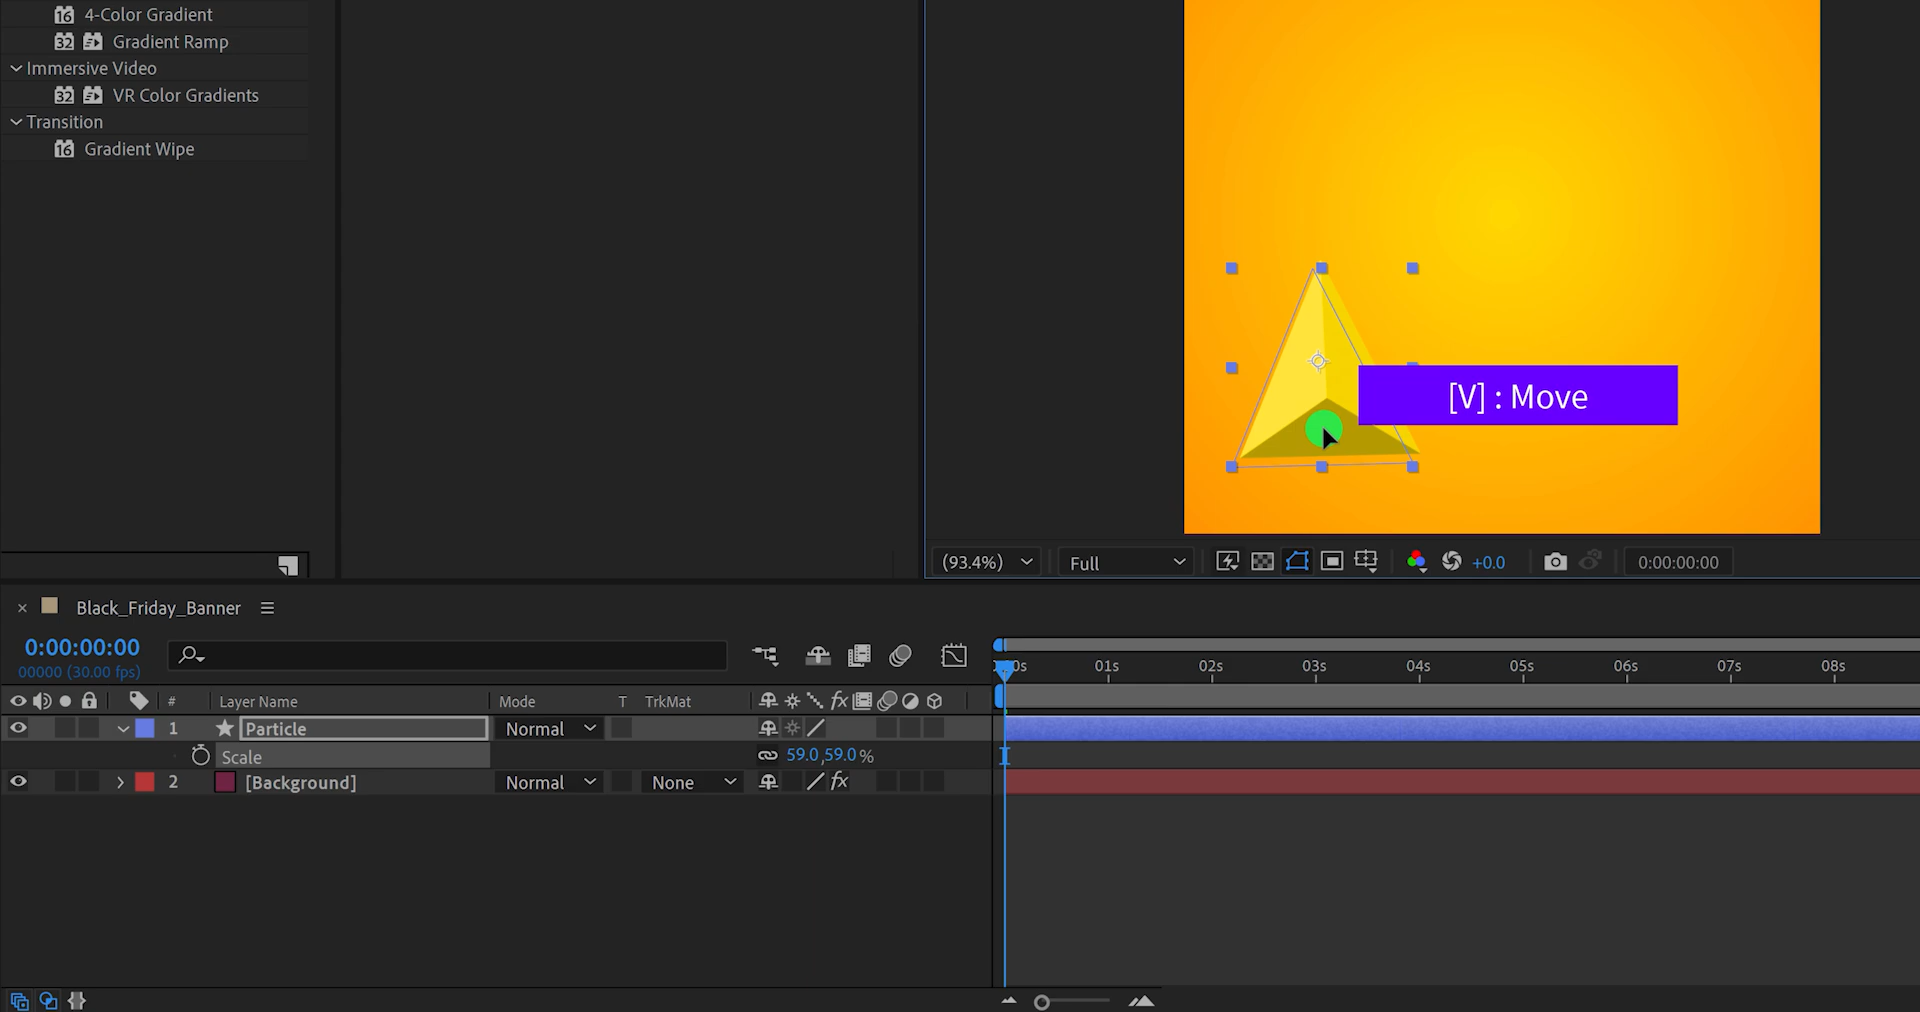 4-Color Gradient
Gradient Ramp
Immersive Video
VR Color Gradients
Transition
Gradient Wipe
[V] : Move
(93.4%)
Full
+0.0
0:00:00:00
Black_Friday_Banner
0:00:00:00
00000 (30.00 fps)
01s
02s
03s
04s
05s
06s
07s
08s
#
Layer Name
Mode
T
TrkMat
fx
1
Particle
Normal
Scale
59.0,59.0%
2
[Background]
Normal
None
fx